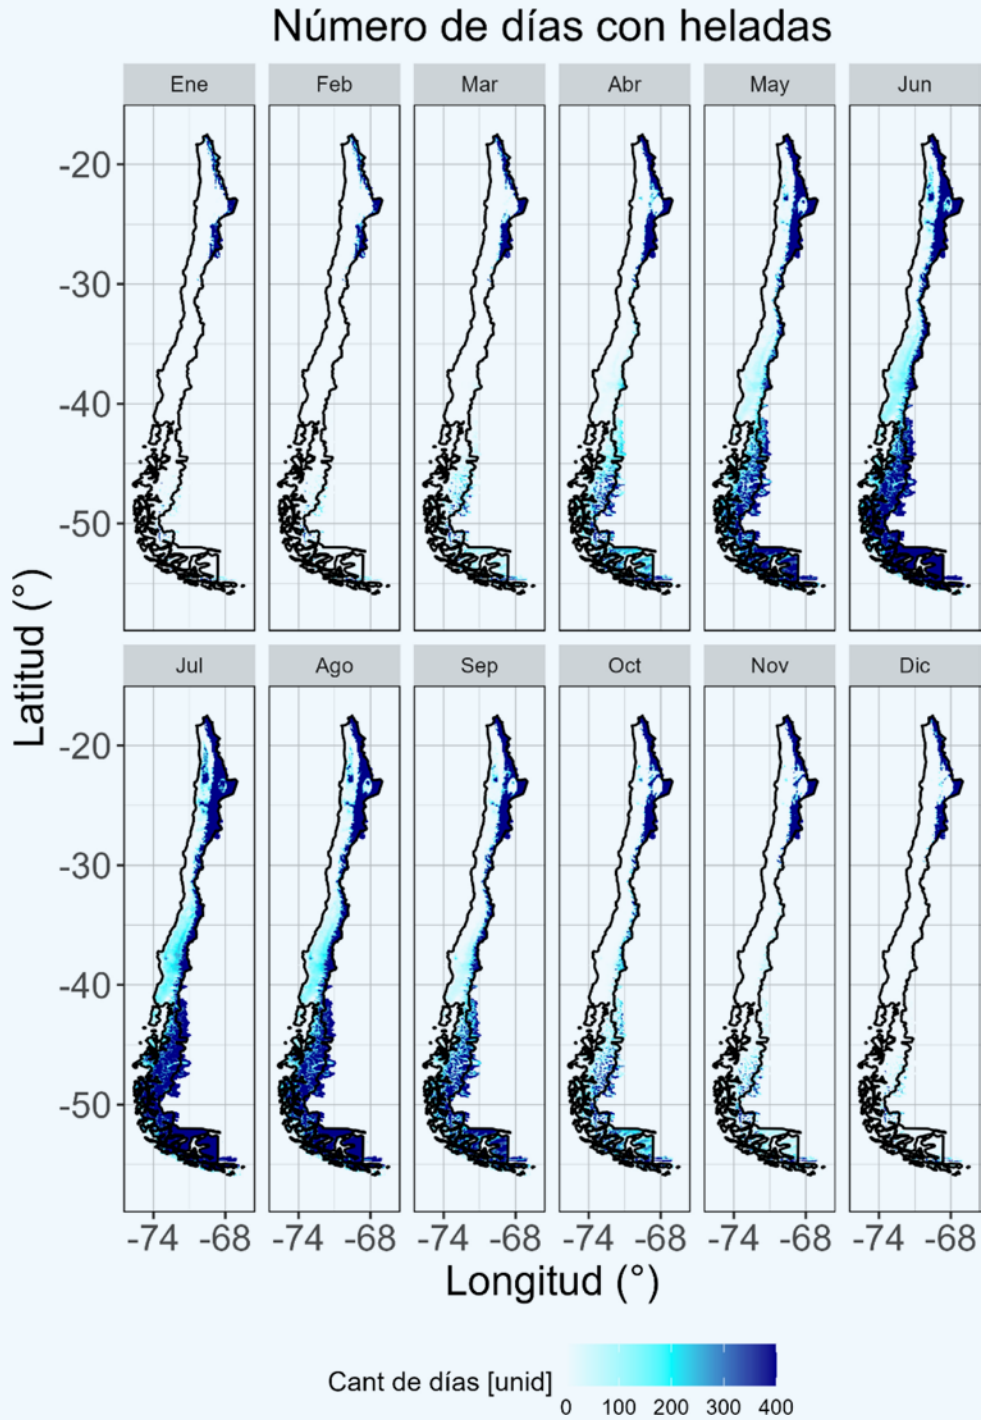 Número de días con heladas
Ene Feb Mar Abr May Jun
-20
-30
-40
-50
Jul Ago Sep Oct Nov Dic
-20
-30
-40
-50
-74 -68 -74 -68 -74 -68 -74 -68 -74 -68 -74 -68
Latitud (°)
Longitud (°)
Cant de días [unid]
0 100 200 300 400